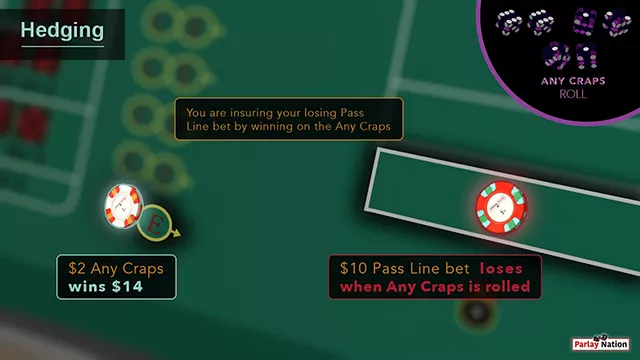 Hedging
ANY CRAPS
ROLL
You are insuring your losing Pass
Line bet by winning on the Any Craps
E
$2 Any Craps
wins $14
$10 Pass Line bet loses
when Any Craps is rolled
Parlay Nation